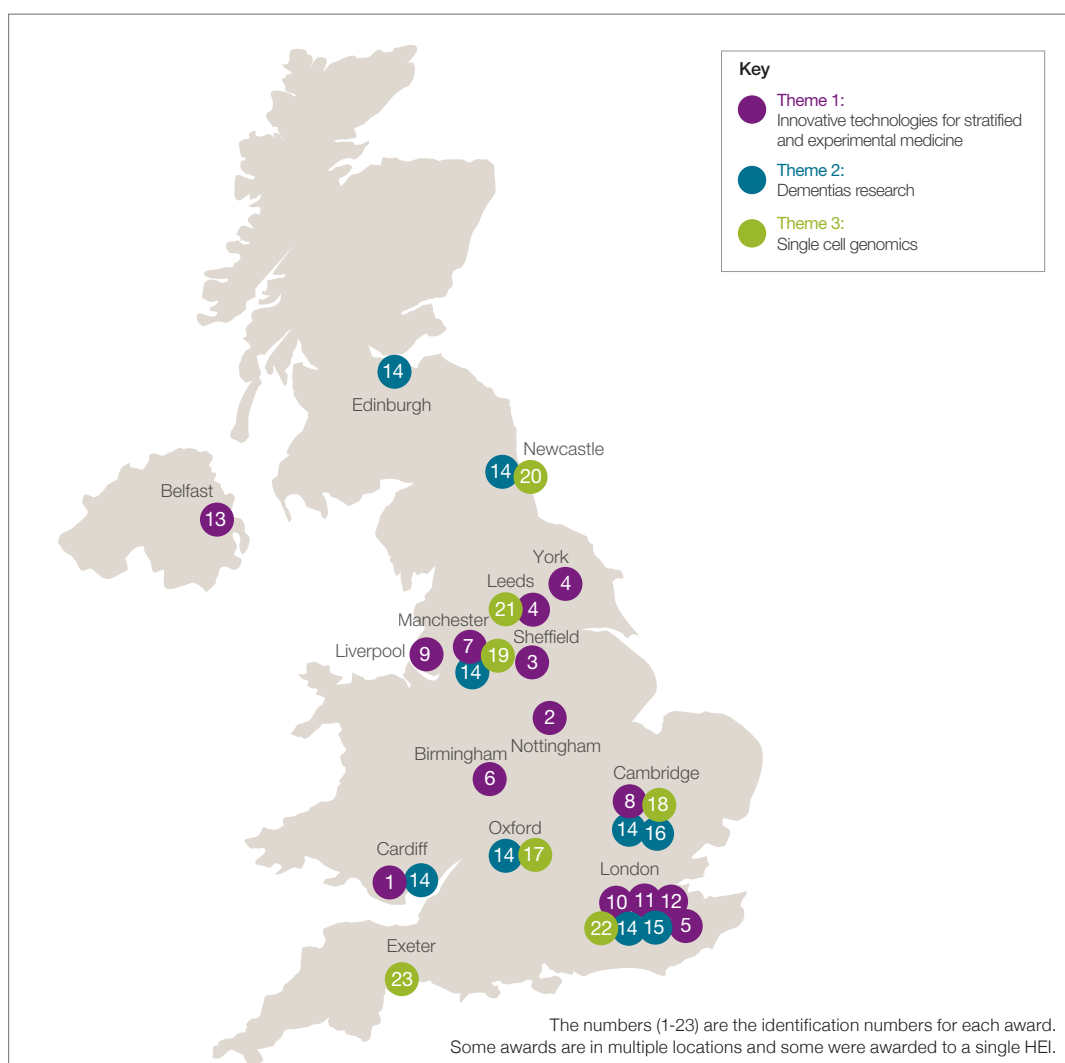 Key
Theme 1:
Innovative technologies for stratified
and experimental medicine
Theme 2:
Dementias research
Theme 3:
Single cell genomics
14
Edinburgh
Newcastle
14 20
Belfast
13
York
4
Leeds
21 4
Manchester
7 19
14
Liverpool 9
Sheffield
3
2
Nottingham
Birmingham
6
Cambridge
8 18
14 16
Oxford
14 17
Cardiff
1 14
London
10 11 12
22 14 15 5
Exeter
23
The numbers (1-23) are the identification numbers for each award.
Some awards are in multiple locations and some were awarded to a single HEI.